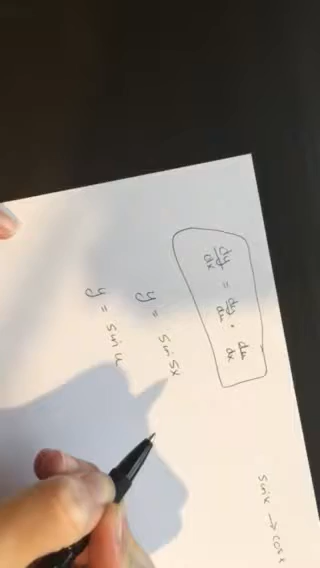 sin x → cos x
dy/dx = dy/du · du/dx
y = sin 5x
y = sin u